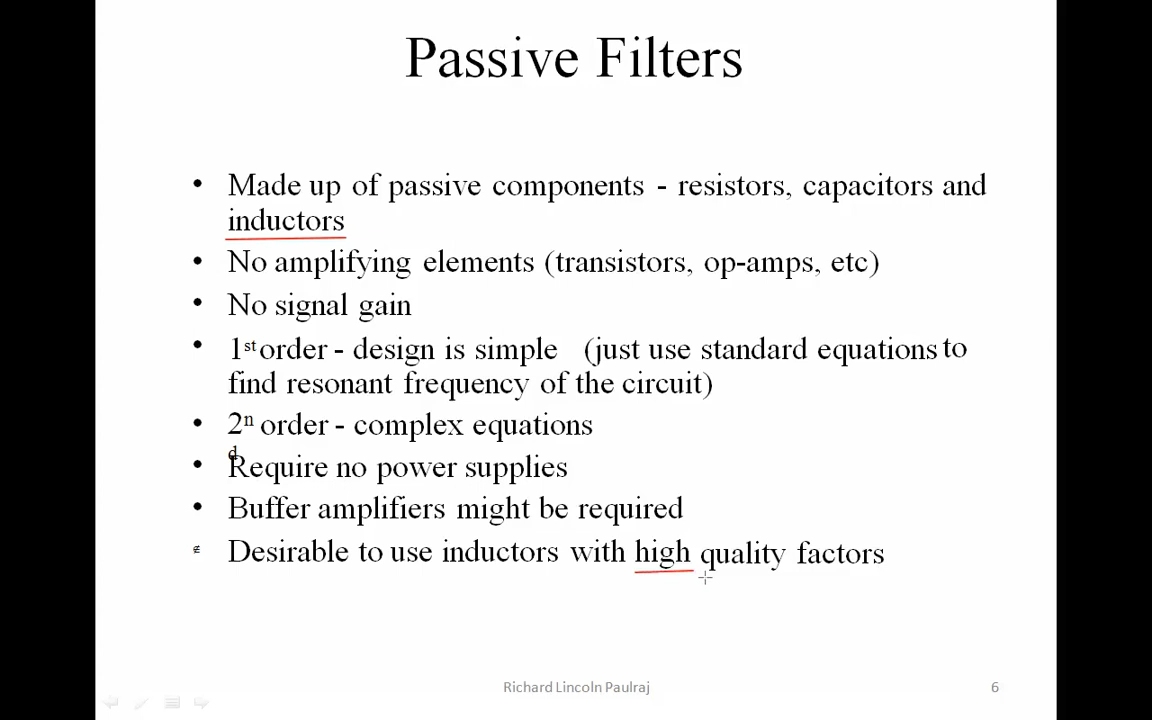 Passive Filters
• Made up of passive components - resistors, capacitors and
inductors
• No amplifying elements (transistors, op-amps, etc)
• No signal gain
• 1st order - design is simple (just use standard equations to
find resonant frequency of the circuit)
• 2nd order - complex equations
• Require no power supplies
• Buffer amplifiers might be required
∉ Desirable to use inductors with high quality factors
Richard Lincoln Paulraj 6